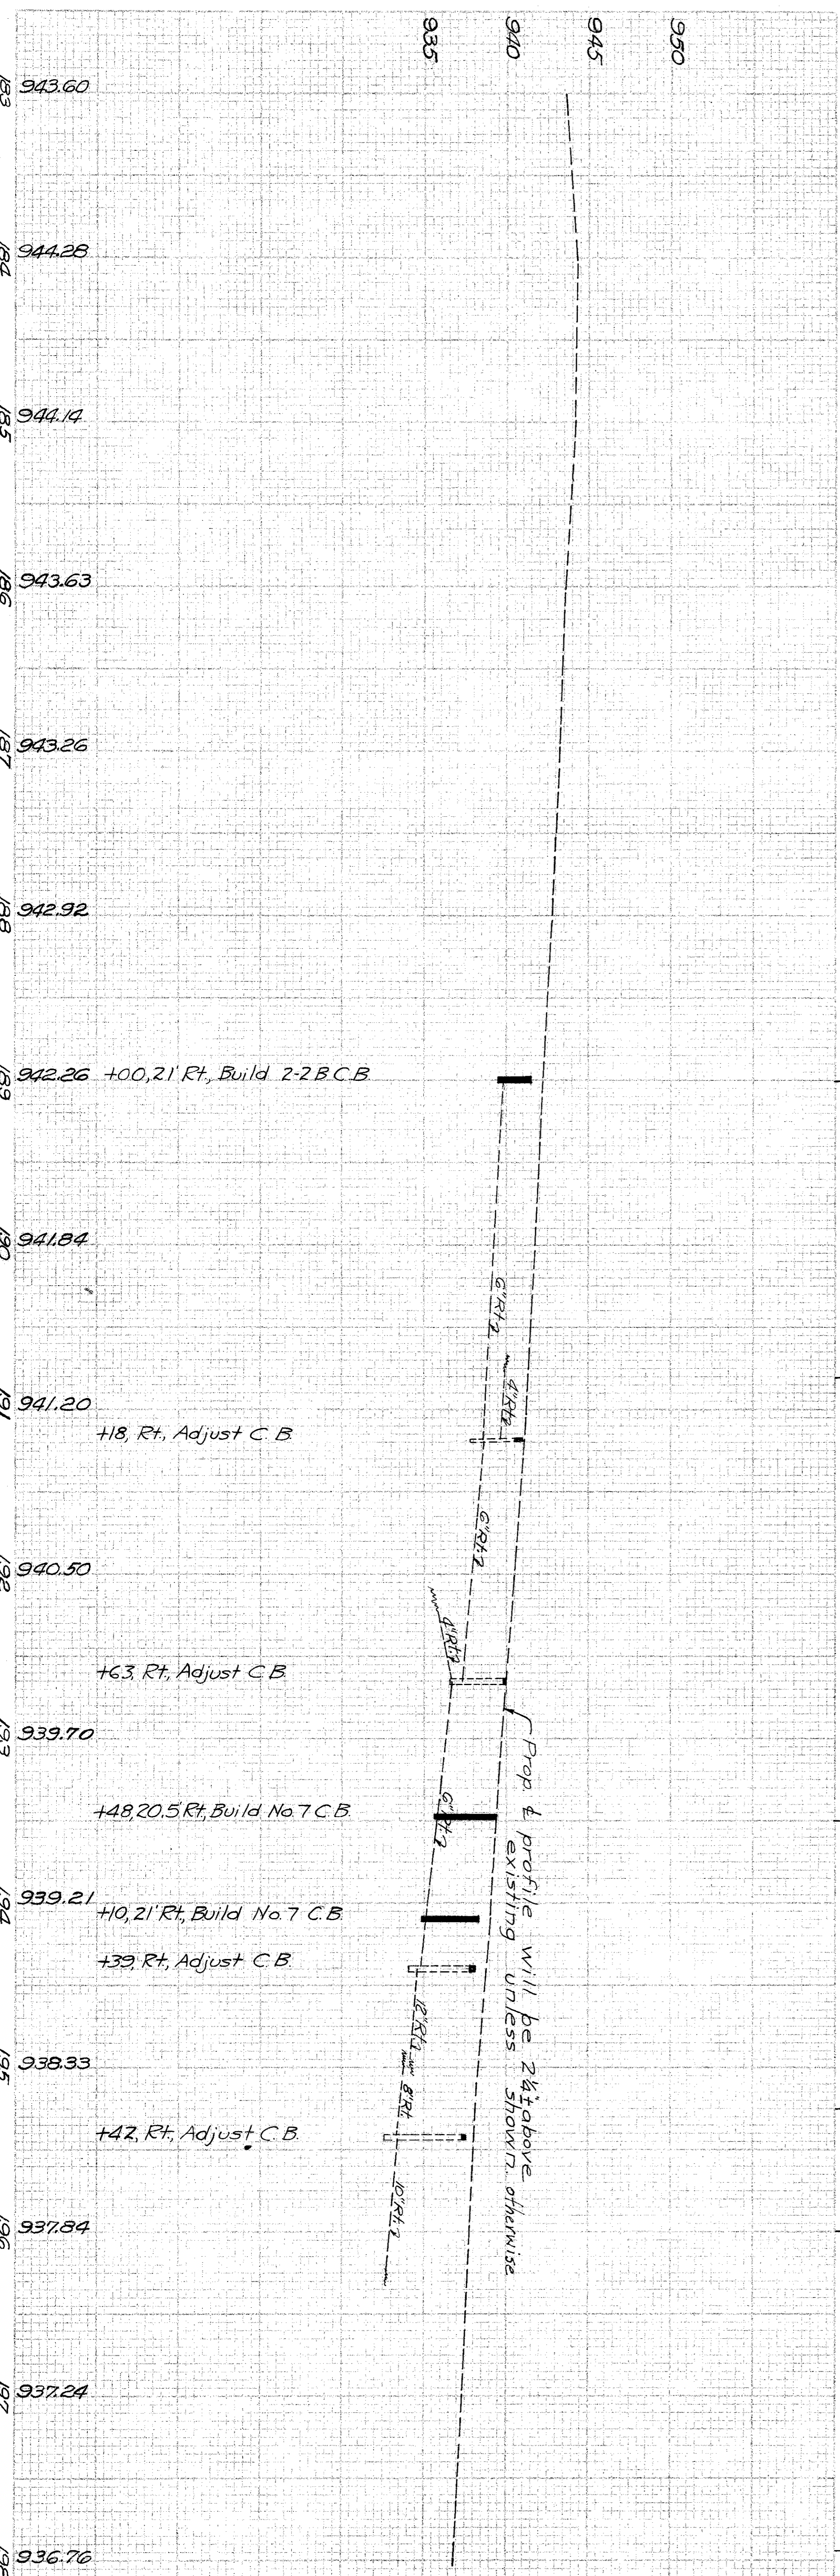 935
940
945
950
183
943.60
184
944.28
185
944.14
186
943.63
187
943.26
188
942.92
189
942.26
+00,21' Rt., Build 2-2B C.B.
190
941.84
6" Rt.?
4" Rt?
191
941.20
+18, Rt., Adjust C.B.
6" Rt.?
192
940.50
4" Rt.?
+63, Rt., Adjust C.B.
193
939.70
Prop. ℄ profile will be 2¼"± above
existing unless shown otherwise
+48,20.5' Rt., Build No. 7 C.B.
6" Rt.?
194
939.21
+10,21' Rt., Build No. 7 C.B.
+39, Rt., Adjust C.B.
12" Rt.?
195
938.33
8" Rt
+42, Rt., Adjust C.B.
10" Rt.?
196
937.84
197
937.24
198
936.76